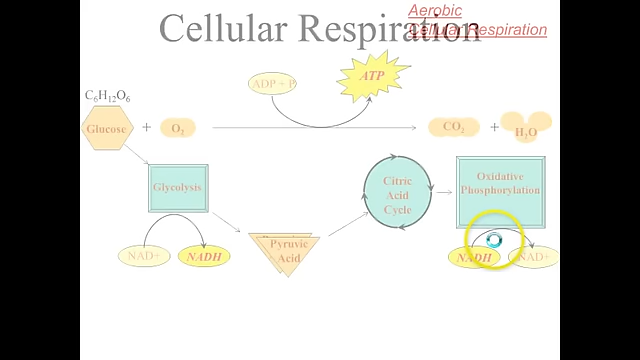 Cellular Respiration
Aerobic
Cellular Respiration
ADP + P
ATP
C6H12O6
Glucose
+
O2
CO2
+
H2O
Glycolysis
Citric
Acid
Cycle
Oxidative
Phosphorylation
NAD+
NADH
Pyruvic
Acid
NADH
NAD+